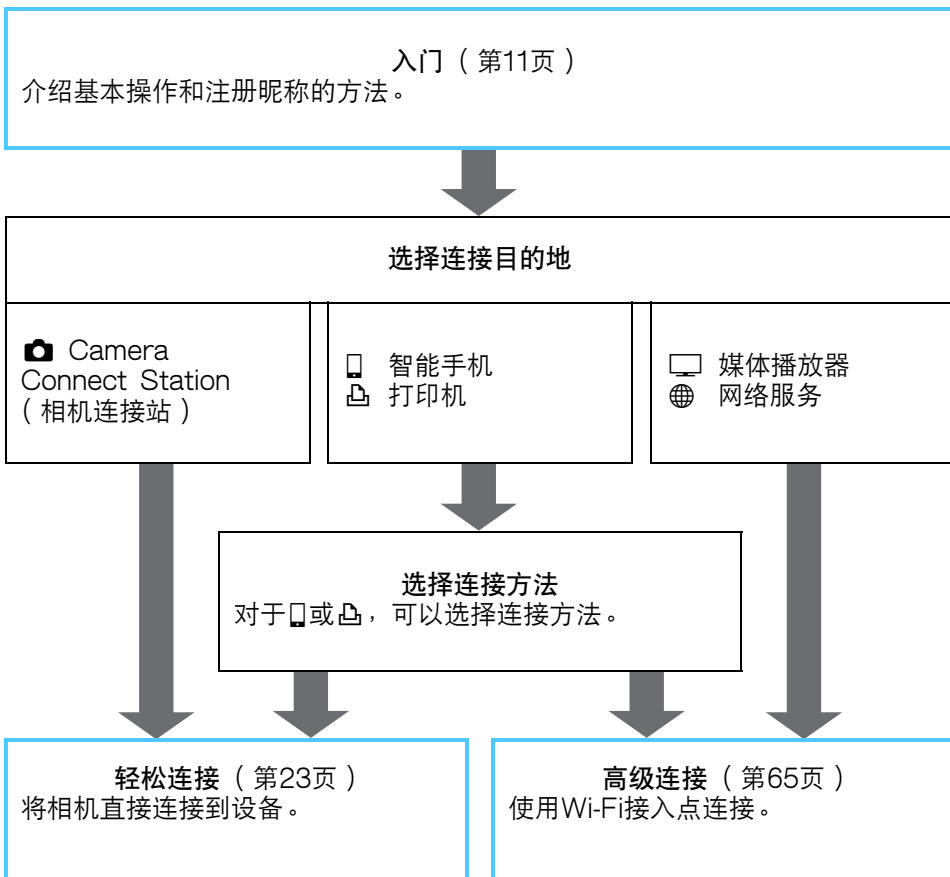 入门（第11页）
介绍基本操作和注册昵称的方法。
选择连接目的地
Camera
Connect Station
（相机连接站）
智能手机
打印机
媒体播放器
网络服务
选择连接方法
对于或，可以选择连接方法。
轻松连接（第23页）
将相机直接连接到设备。
高级连接（第65页）
使用Wi-Fi接入点连接。